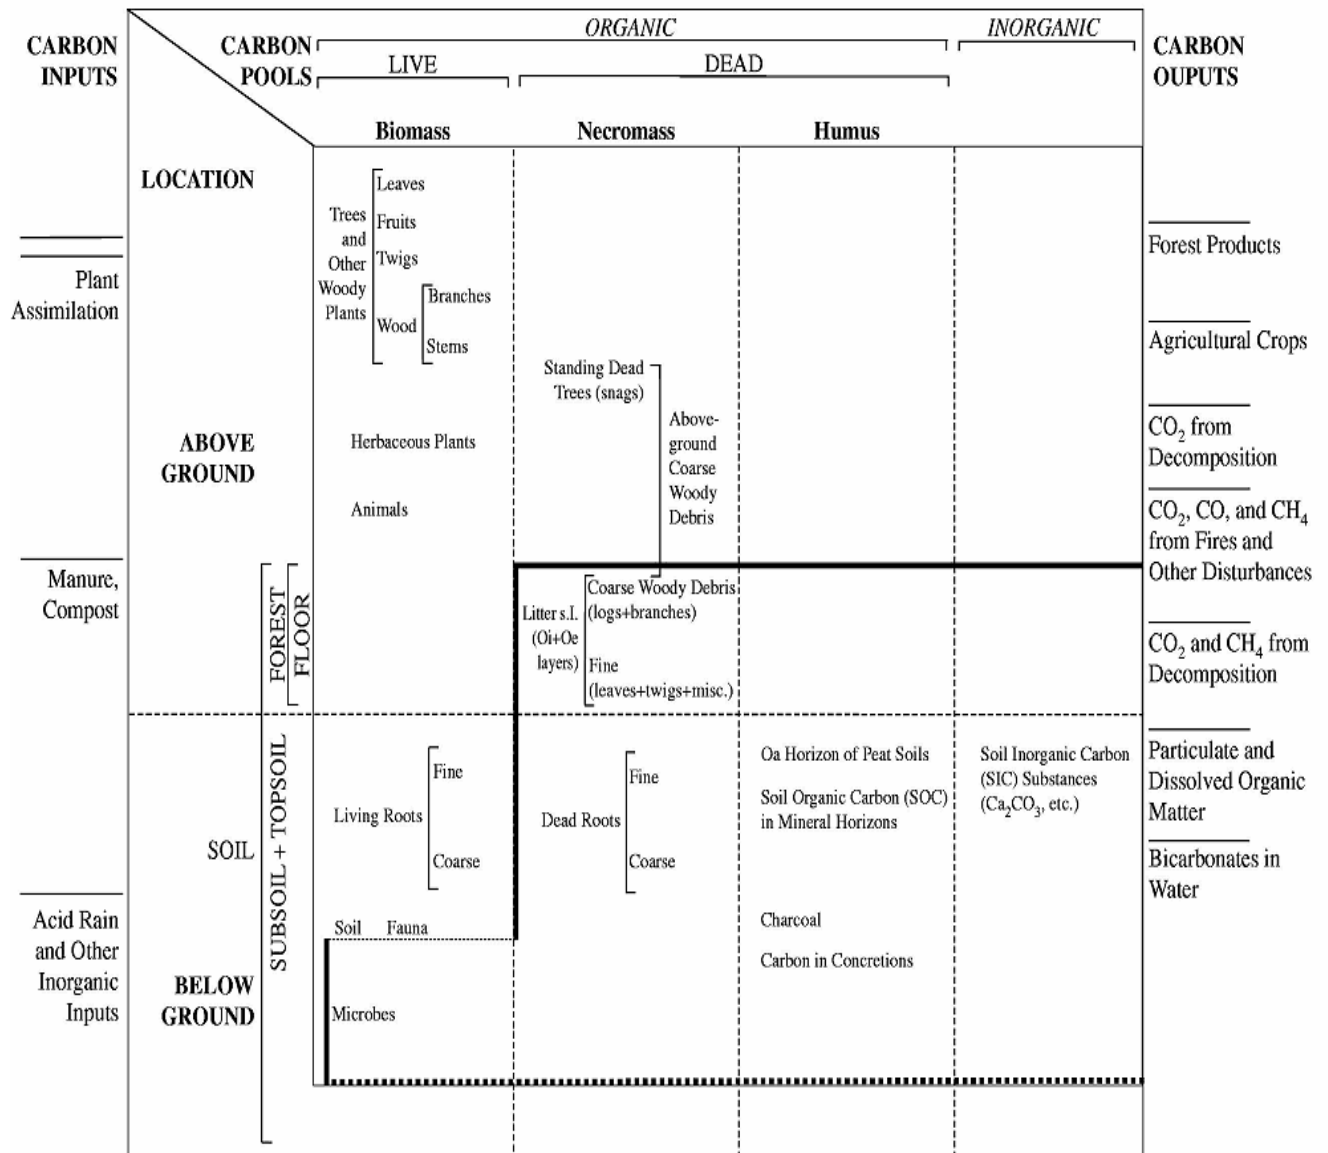 CARBON
INPUTS
CARBON
POOLS
ORGANIC
INORGANIC
LIVE
DEAD
CARBON
OUPUTS
Biomass
Necromass
Humus
LOCATION
Plant
Assimilation
Manure,
Compost
Acid Rain
and Other
Inorganic
Inputs
ABOVE
GROUND
FOREST
FLOOR
SOIL
SUBSOIL + TOPSOIL
BELOW
GROUND
Trees
and
Other
Woody
Plants
Leaves
Fruits
Twigs
Wood
Branches
Stems
Herbaceous Plants
Animals
Standing Dead
Trees (snags)
Above-
ground
Coarse
Woody
Debris
Litter s.l.
(Oi+Oe
layers)
Coarse Woody Debris
(logs+branches)
Fine
(leaves+twigs+misc.)
Living Roots
Fine
Coarse
Soil Fauna
Microbes
Dead Roots
Fine
Coarse
Oa Horizon of Peat Soils
Soil Organic Carbon (SOC)
in Mineral Horizons
Charcoal
Carbon in Concretions
Soil Inorganic Carbon
(SIC) Substances
(Ca₂CO₃, etc.)
Forest Products
Agricultural Crops
CO₂ from
Decomposition
CO₂, CO, and CH₄
from Fires and
Other Disturbances
CO₂ and CH₄ from
Decomposition
Particulate and
Dissolved Organic
Matter
Bicarbonates in
Water